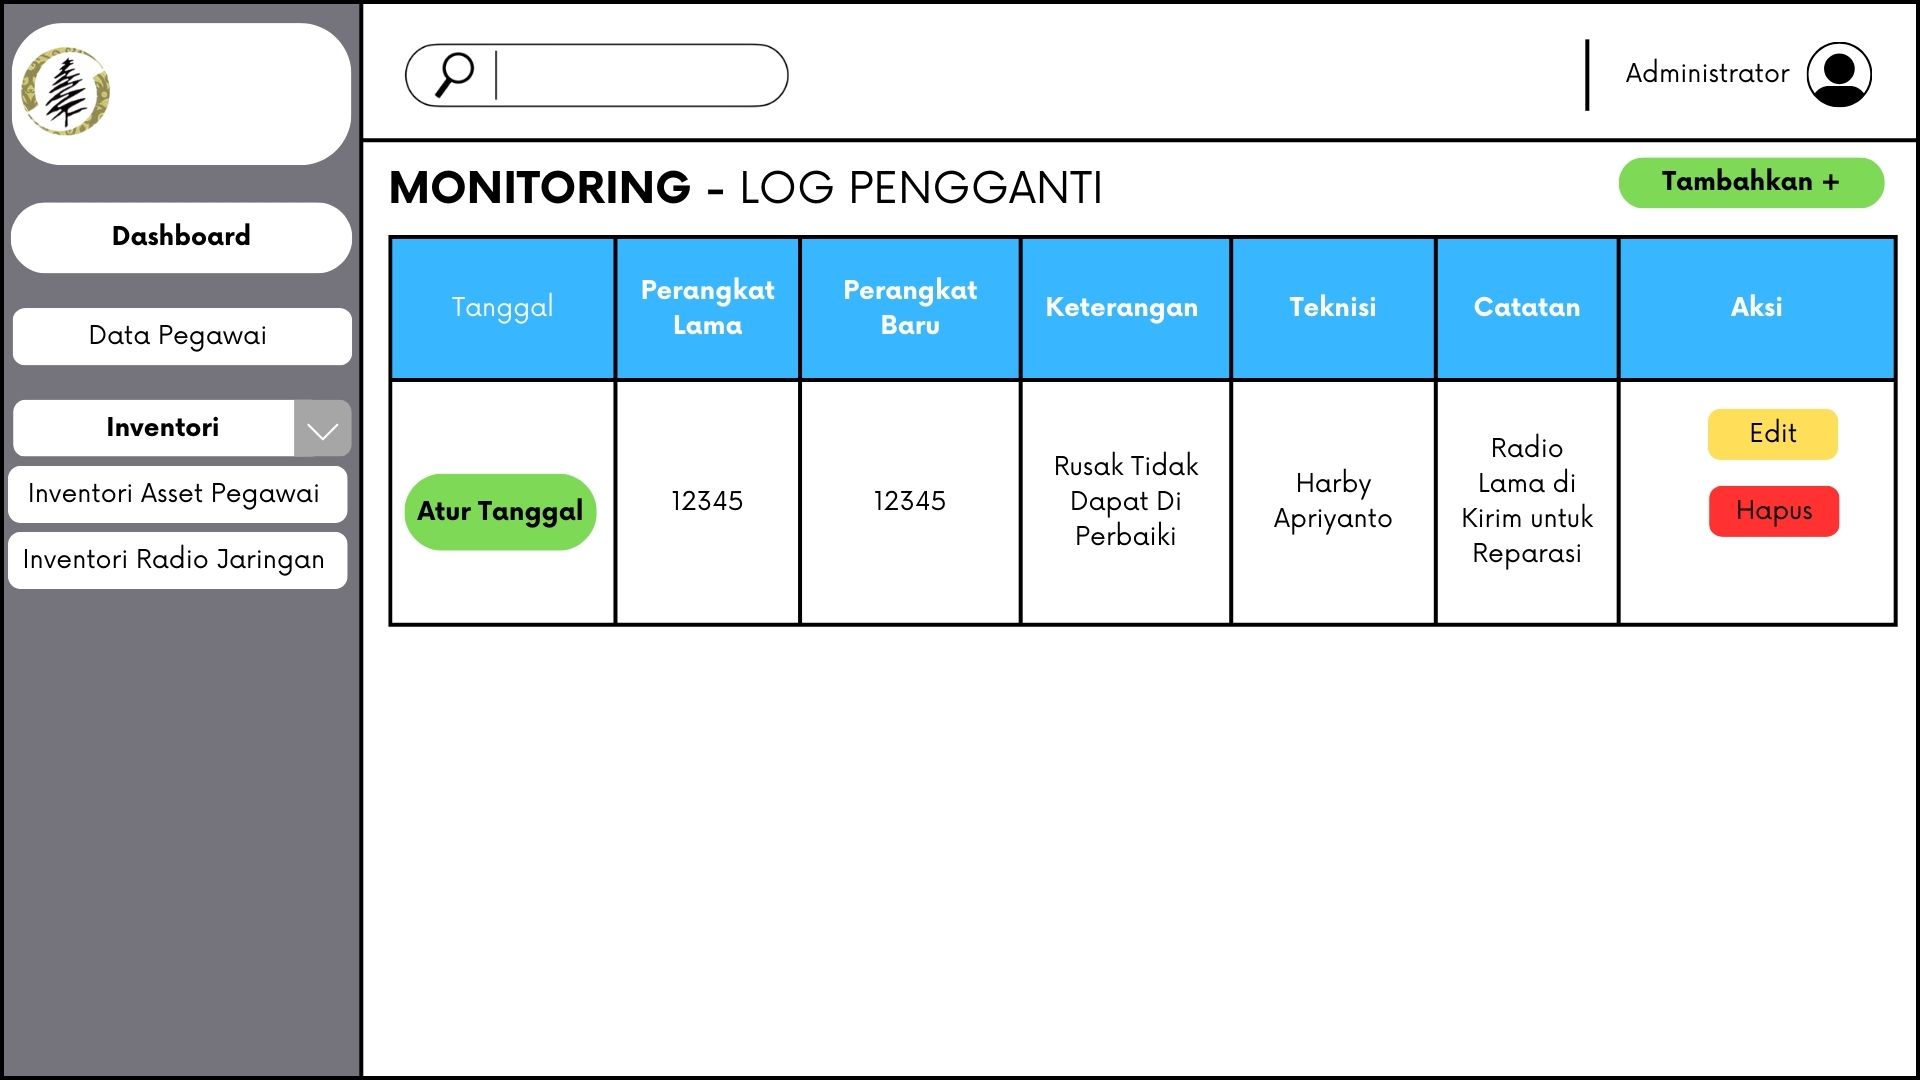 Administrator
MONITORING - LOG PENGGANTI
Tambahkan +
Dashboard
Data Pegawai
Inventori
Inventori Asset Pegawai
Inventori Radio Jaringan
Tanggal
Perangkat
Lama
Perangkat
Baru
Keterangan
Teknisi
Catatan
Aksi
Atur Tanggal
12345
12345
Rusak Tidak
Dapat Di
Perbaiki
Harby
Apriyanto
Radio
Lama di
Kirim untuk
Reparasi
Edit
Hapus